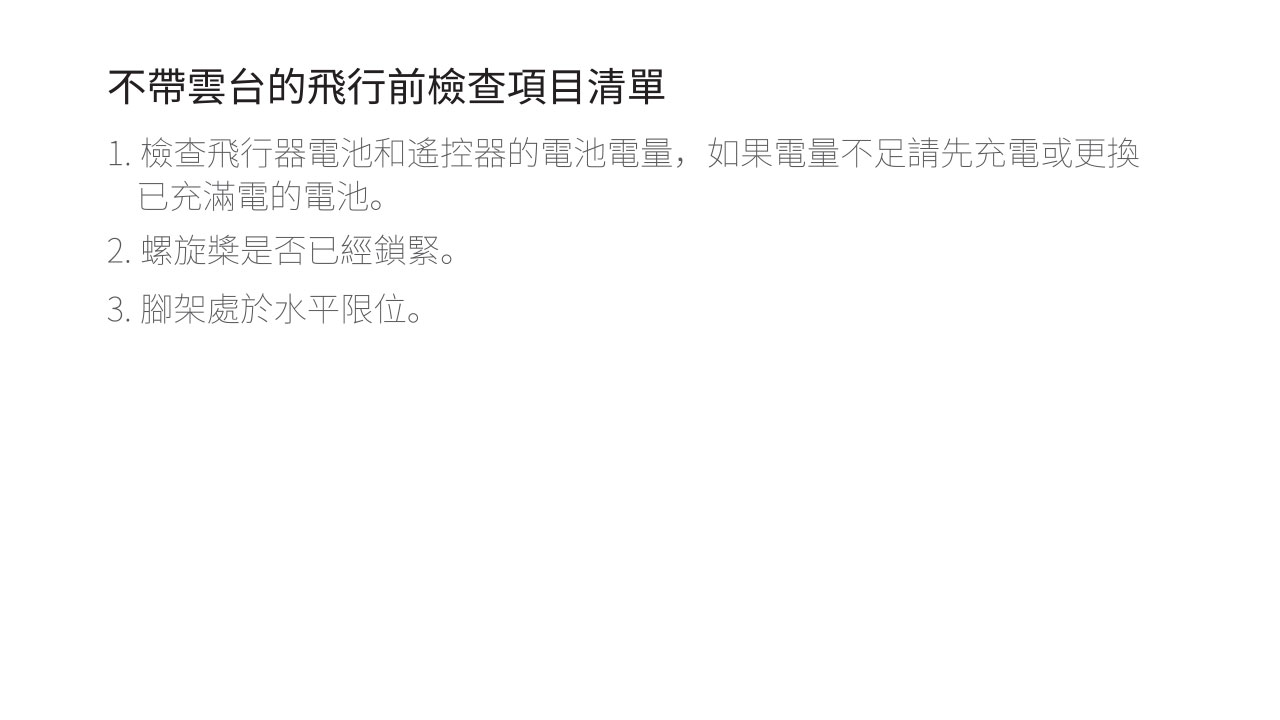 不帶雲台的飛行前檢查項目清單
1. 檢查飛行器電池和遙控器的電池電量，如果電量不足請先充電或更換
已充滿電的電池。
2. 螺旋槳是否已經鎖緊。
3. 腳架處於水平限位。